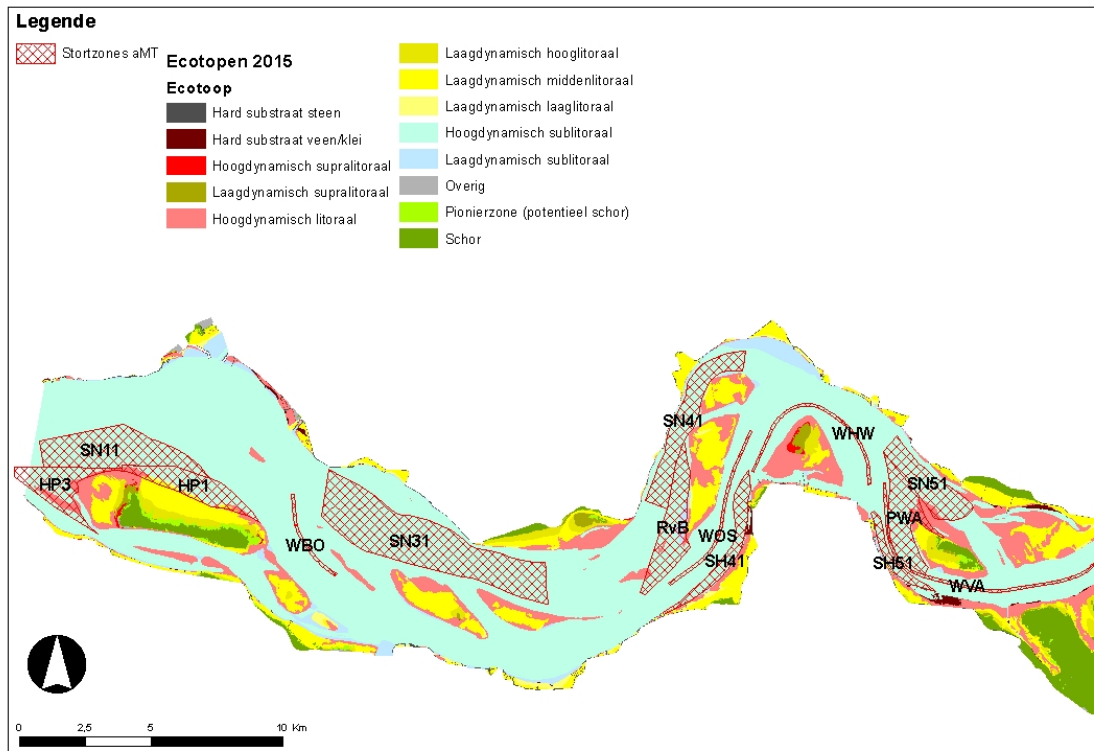 Legende
Stortzones aMT
Ecotopen 2015
Ecotoop
Hard substraat steen
Hard substraat veen/klei
Hoogdynamisch supralitoraal
Laagdynamisch supralitoraal
Hoogdynamisch litoraal
Laagdynamisch hooglitoraal
Laagdynamisch middenlitoraal
Laagdynamisch laaglitoraal
Hoogdynamisch sublitoraal
Laagdynamisch sublitoraal
Overig
Pionierzone (potentieel schor)
Schor
SN11
HP3
HP1
WBO
SN31
SN41
RvB
WOS
SH41
WHW
SN51
PWA
SH51
WVA
0 2,5 5 10 Km